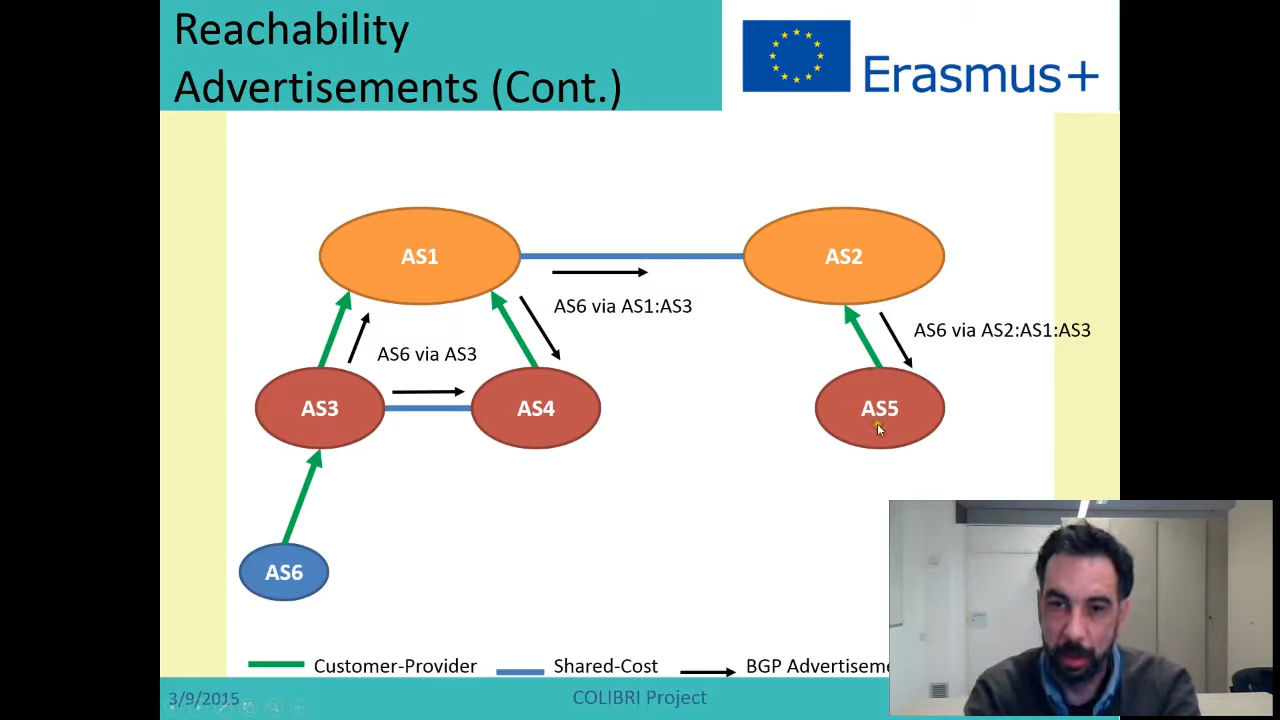 Reachability
Advertisements (Cont.)
Erasmus+
AS1
AS2
AS6 via AS1:AS3
AS6 via AS2:AS1:AS3
AS6 via AS3
AS3
AS4
AS5
AS6
Customer-Provider
Shared-Cost
BGP Advertiseme
3/9/2015
COLIBRI Project